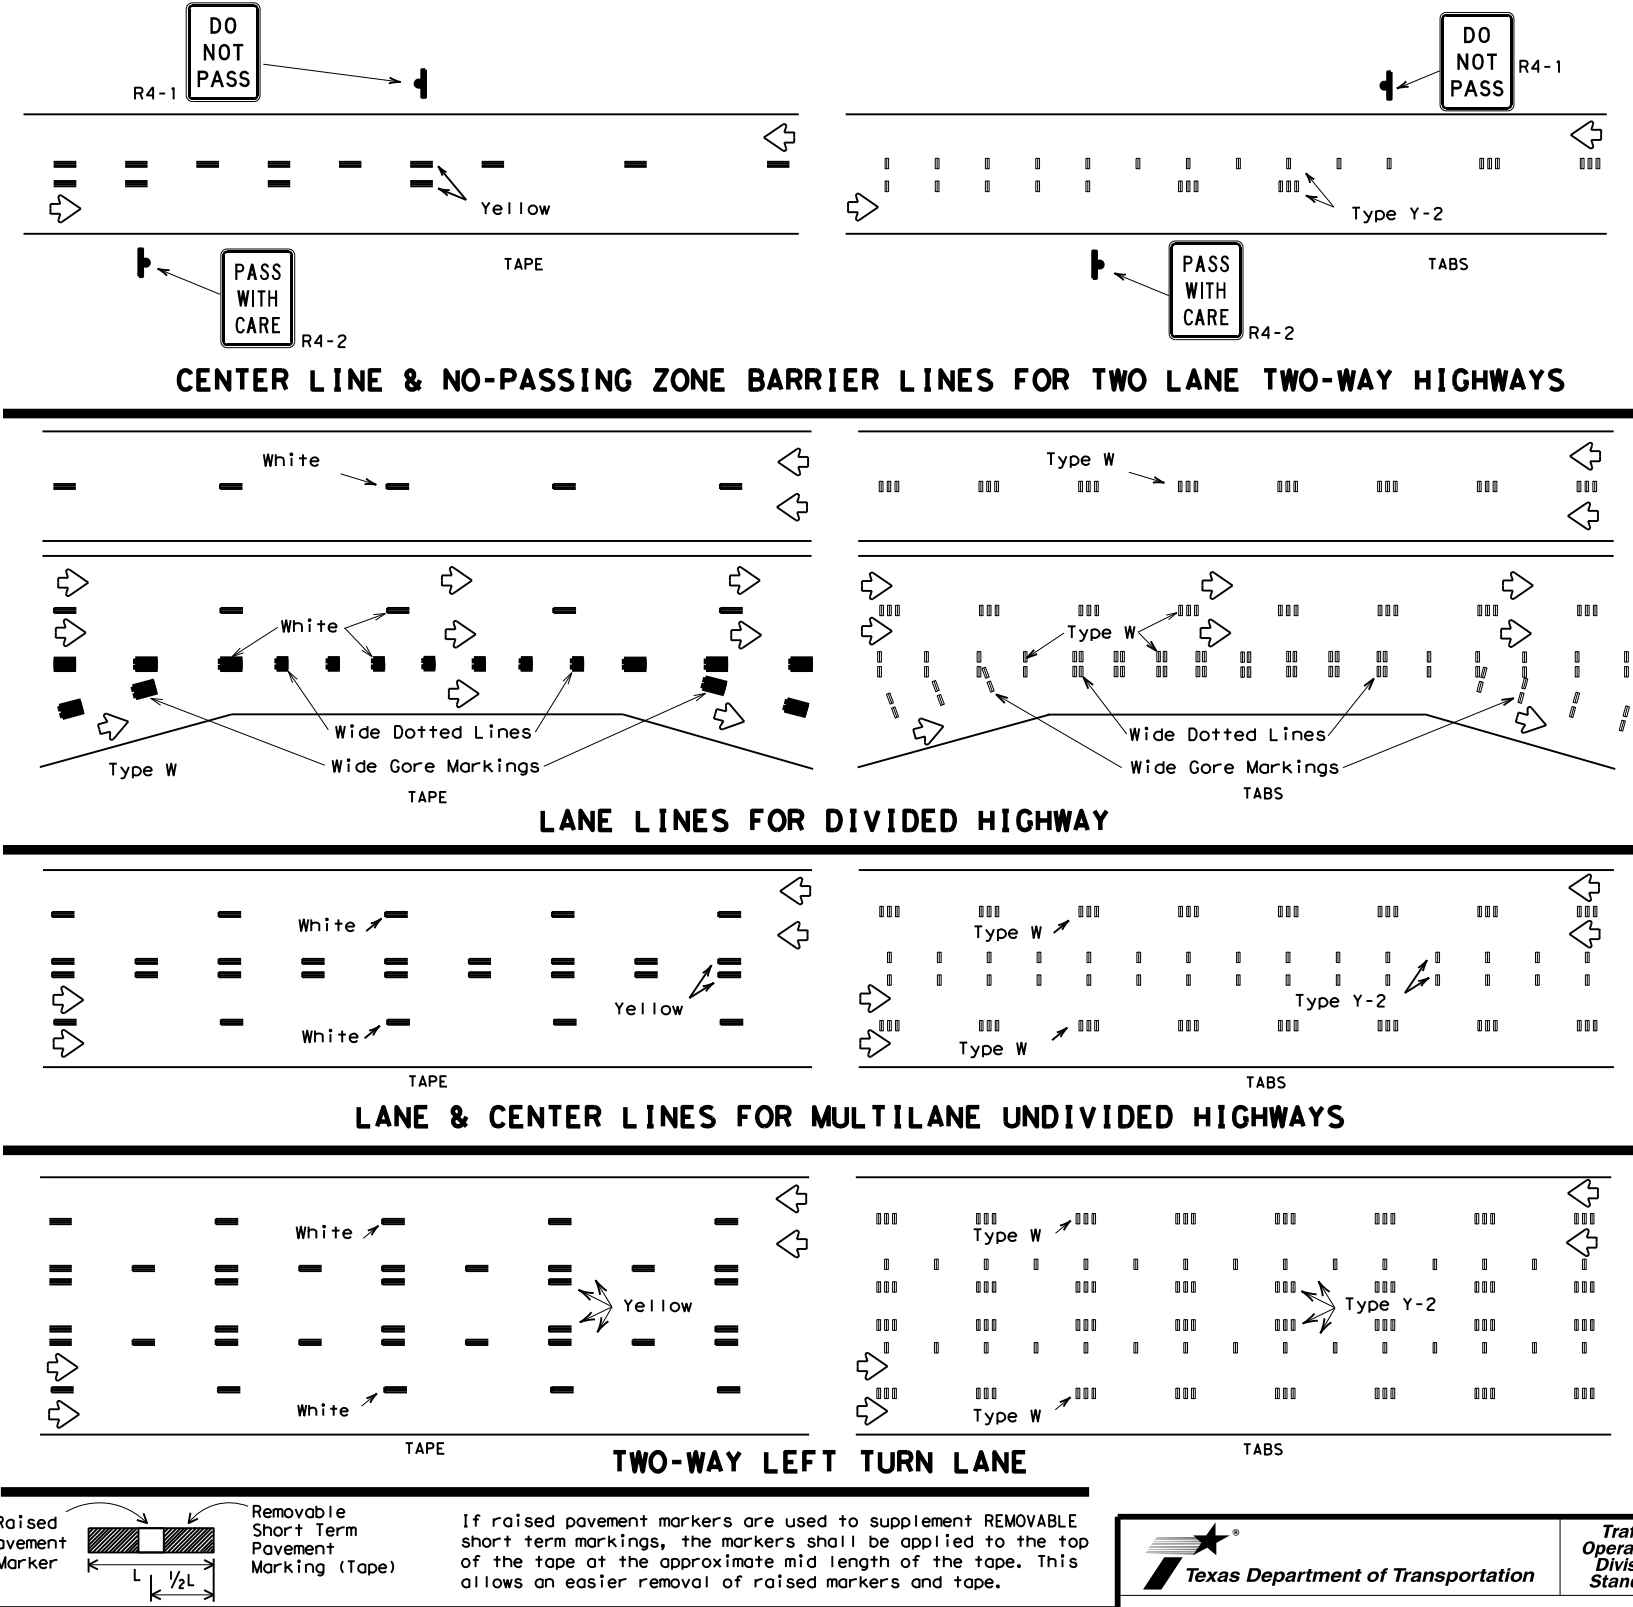 DO
NOT
PASS
R4-1
DO
NOT
PASS
R4-1
Yellow
Type Y-2
PASS
WITH
CARE
R4-2
TAPE
PASS
WITH
CARE
R4-2
TABS
CENTER LINE & NO-PASSING ZONE BARRIER LINES FOR TWO LANE TWO-WAY HIGHWAYS
White
Type W
White
Type W
Wide Dotted Lines
Wide Gore Markings
Type W
TAPE
Wide Dotted Lines
Wide Gore Markings
TABS
LANE LINES FOR DIVIDED HIGHWAY
White
Yellow
White
TAPE
Type W
Type Y-2
Type W
TABS
LANE & CENTER LINES FOR MULTILANE UNDIVIDED HIGHWAYS
White
Yellow
White
TAPE
Type W
Type Y-2
Type W
TABS
TWO-WAY LEFT TURN LANE
Raised
Pavement
Marker
Removable
Short Term
Pavement
Marking (Tape)
L
½L
If raised pavement markers are used to supplement REMOVABLE
short term markings, the markers shall be applied to the top
of the tape at the approximate mid length of the tape. This
allows an easier removal of raised markers and tape.
®
Texas Department of Transportation
Traf
Opera
Divis
Stan